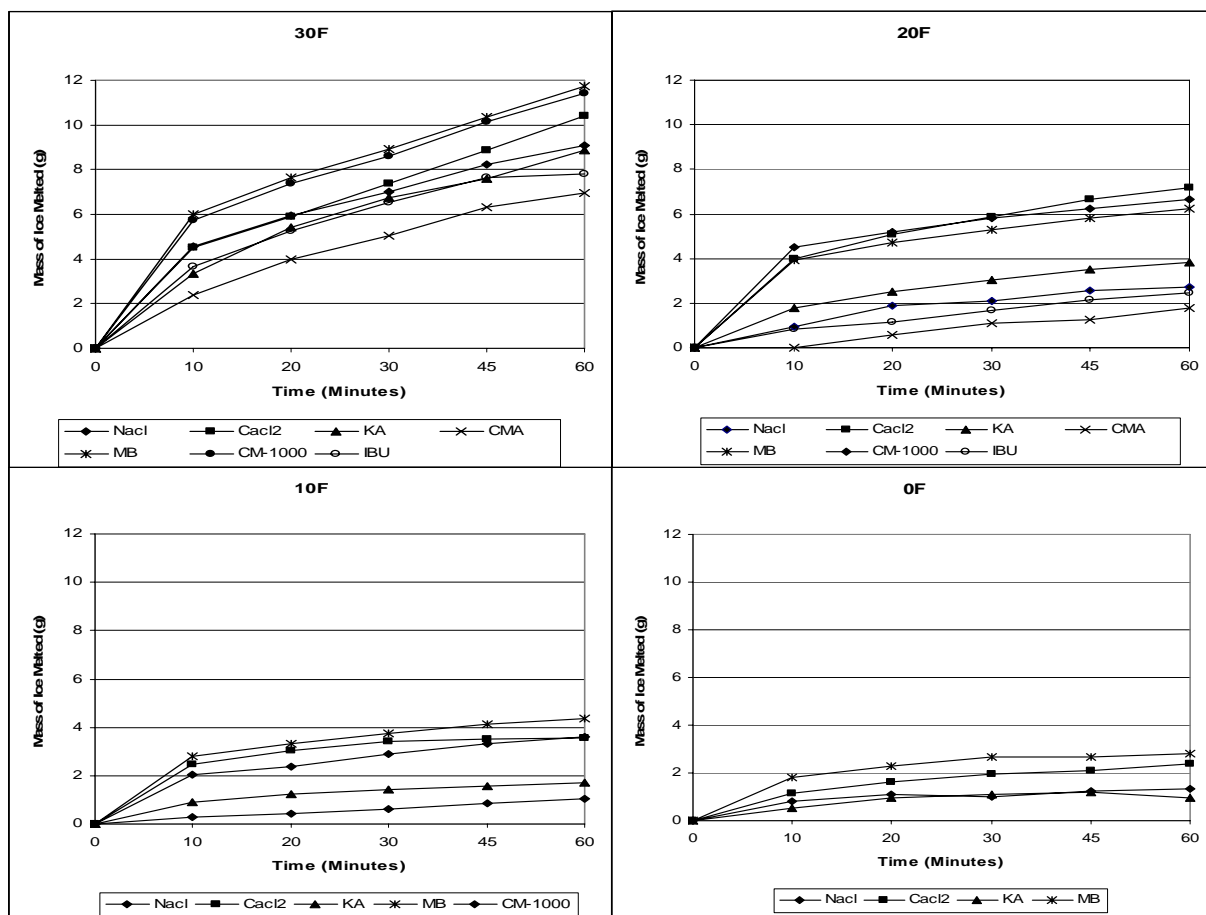 30F
Mass of Ice Melted (g)
12
10
8
6
4
2
0
0 10 20 30 45 60
Time (Minutes)
Nacl Cacl2 KA CMA
MB CM-1000 IBU
20F
Mass of Ice Melted (g)
12
10
8
6
4
2
0
0 10 20 30 45 60
Time (Minutes)
Nacl Cacl2 KA CMA
MB CM-1000 IBU
10F
Mass of Ice Melted (g)
12
10
8
6
4
2
0
0 10 20 30 45 60
Time (Minutes)
Nacl Cacl2 KA MB CM-1000
0F
Mass of Ice Melted (g)
12
10
8
6
4
2
0
0 10 20 30 45 60
Time (Minutes)
Nacl Cacl2 KA MB